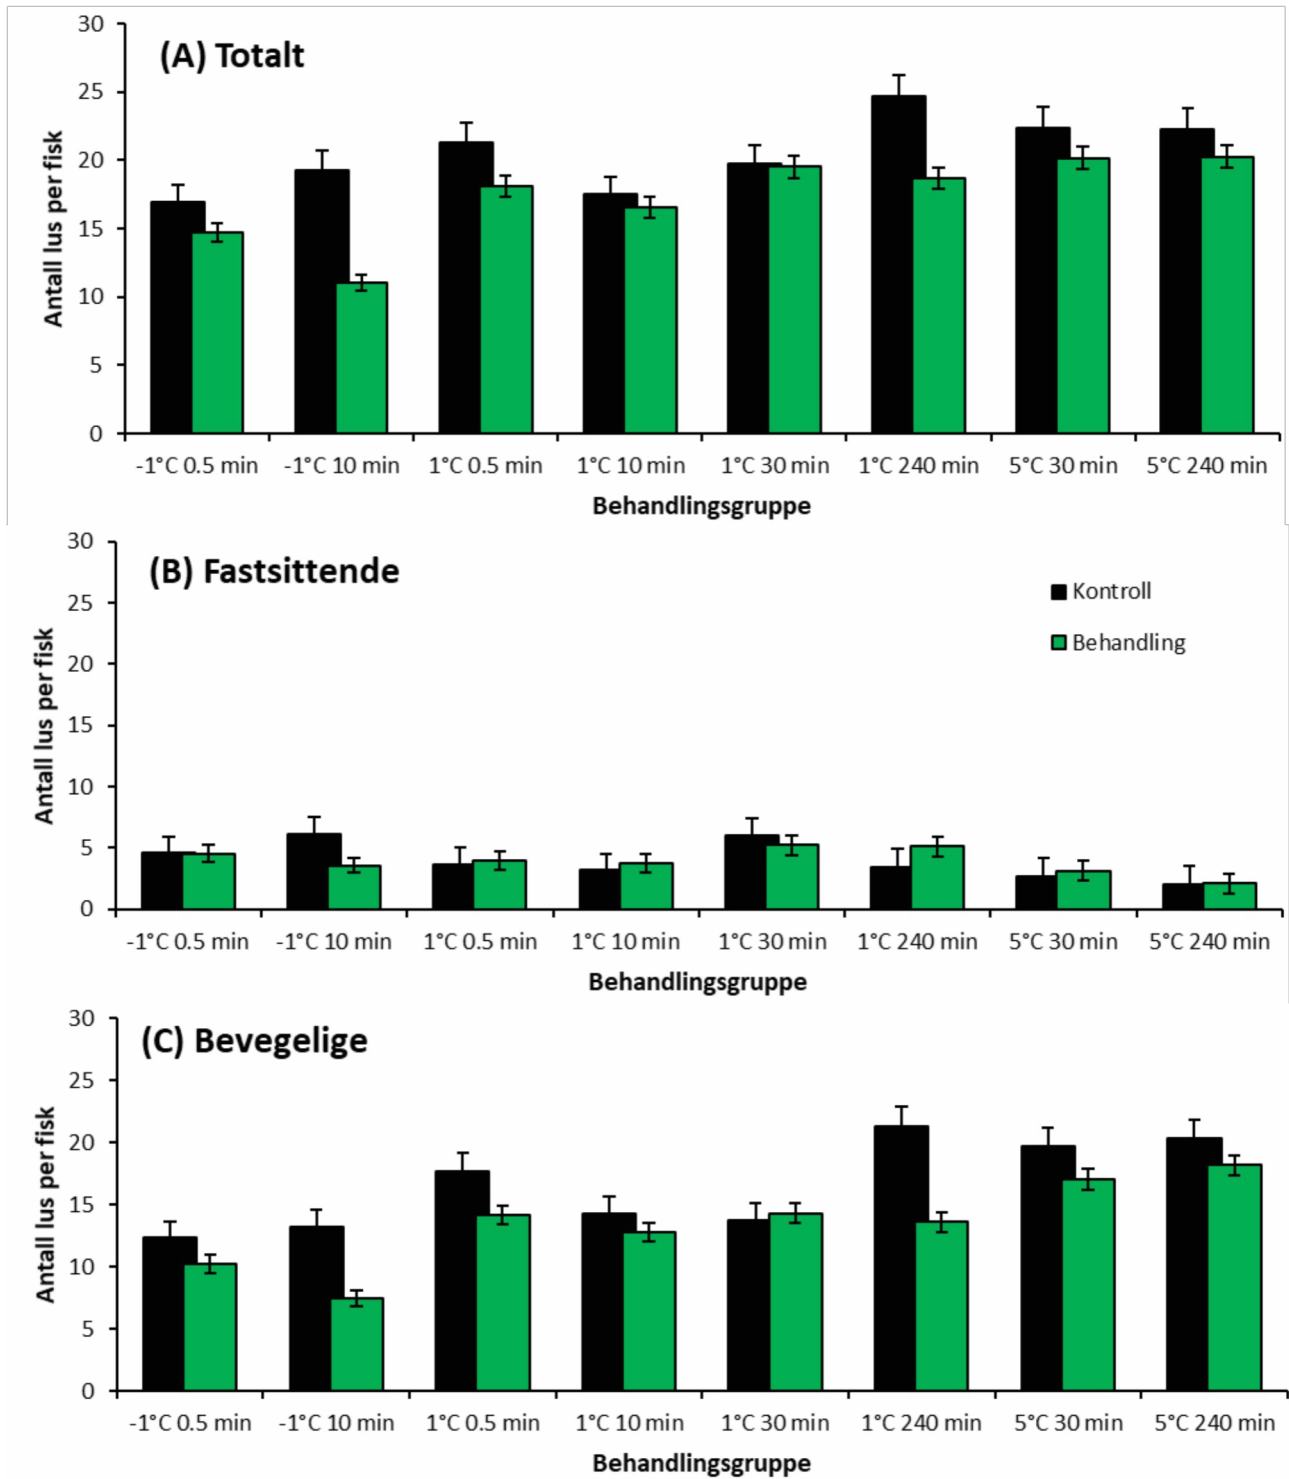 (A) Totalt
Antall lus per fisk
30
25
20
15
10
5
0
-1°C 0.5 min -1°C 10 min 1°C 0.5 min 1°C 10 min 1°C 30 min 1°C 240 min 5°C 30 min 5°C 240 min
Behandlingsgruppe
(B) Fastsittende
Antall lus per fisk
30
25
20
15
10
5
0
Kontroll
Behandling
-1°C 0.5 min -1°C 10 min 1°C 0.5 min 1°C 10 min 1°C 30 min 1°C 240 min 5°C 30 min 5°C 240 min
Behandlingsgruppe
(C) Bevegelige
Antall lus per fisk
30
25
20
15
10
5
0
-1°C 0.5 min -1°C 10 min 1°C 0.5 min 1°C 10 min 1°C 30 min 1°C 240 min 5°C 30 min 5°C 240 min
Behandlingsgruppe